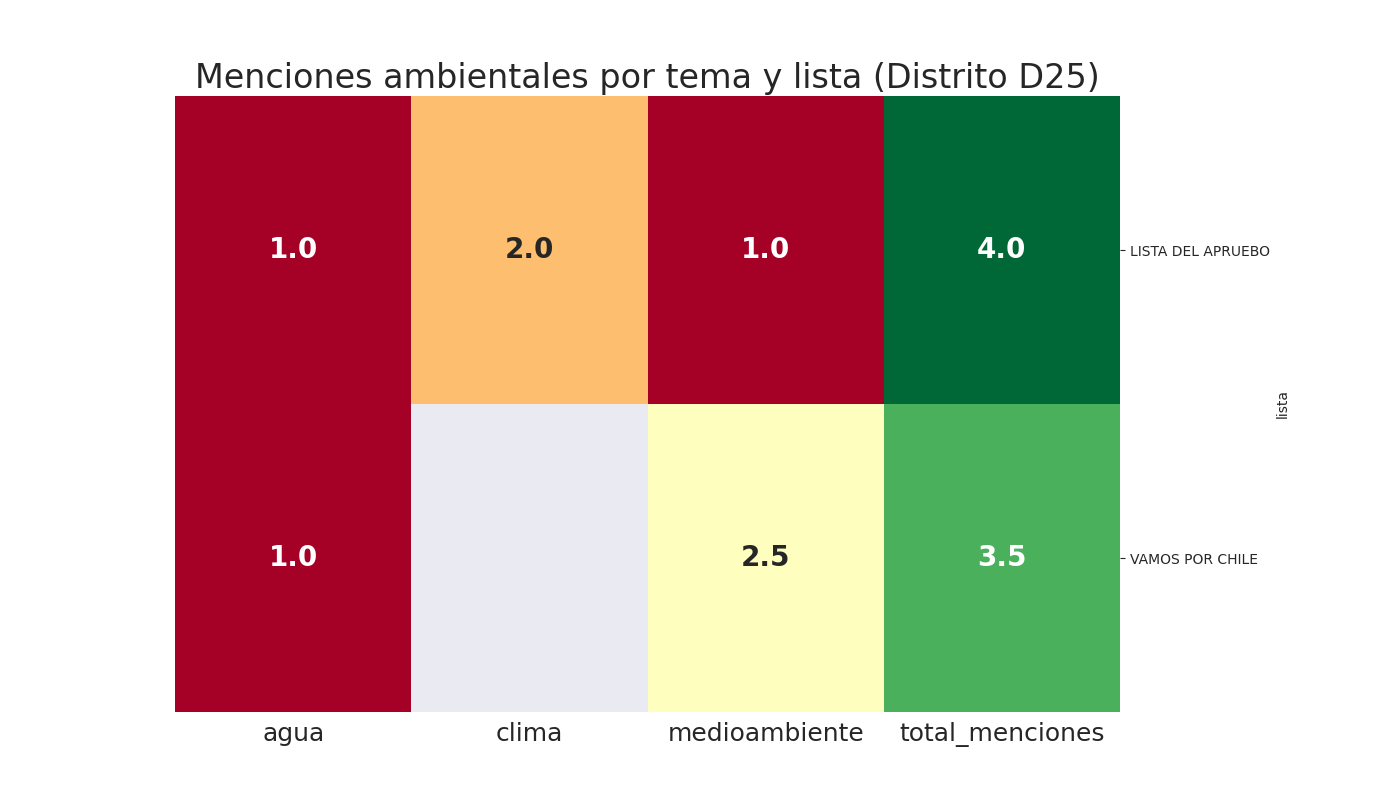 Menciones ambientales por tema y lista (Distrito D25)
1.0 2.0 1.0 4.0
LISTA DEL APRUEBO
lista
1.0 2.5 3.5
VAMOS POR CHILE
agua clima medioambiente total_menciones